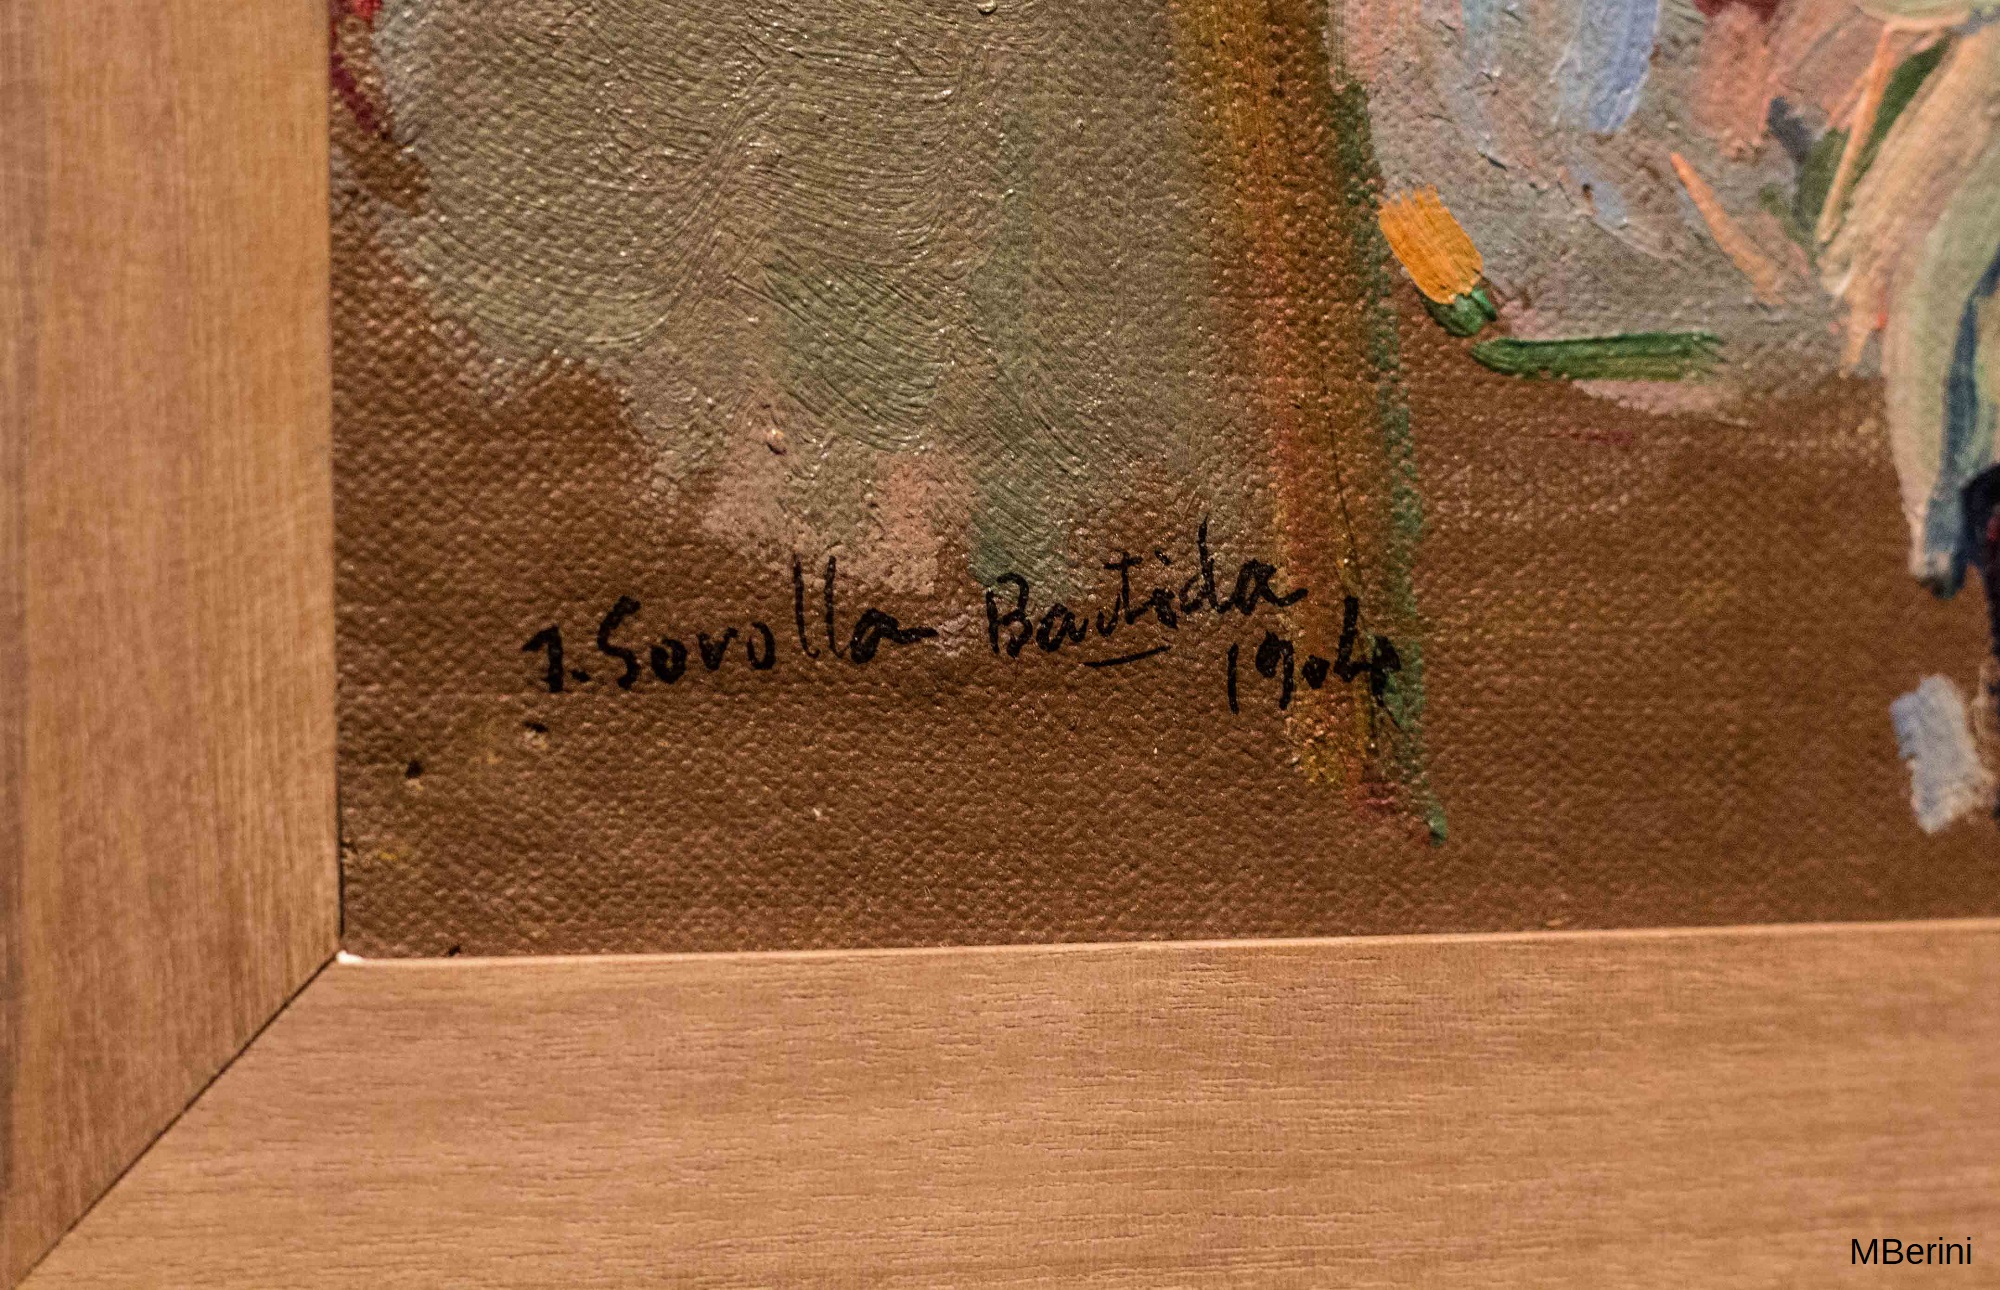 J. Sorolla Bastida
1904
MBerini